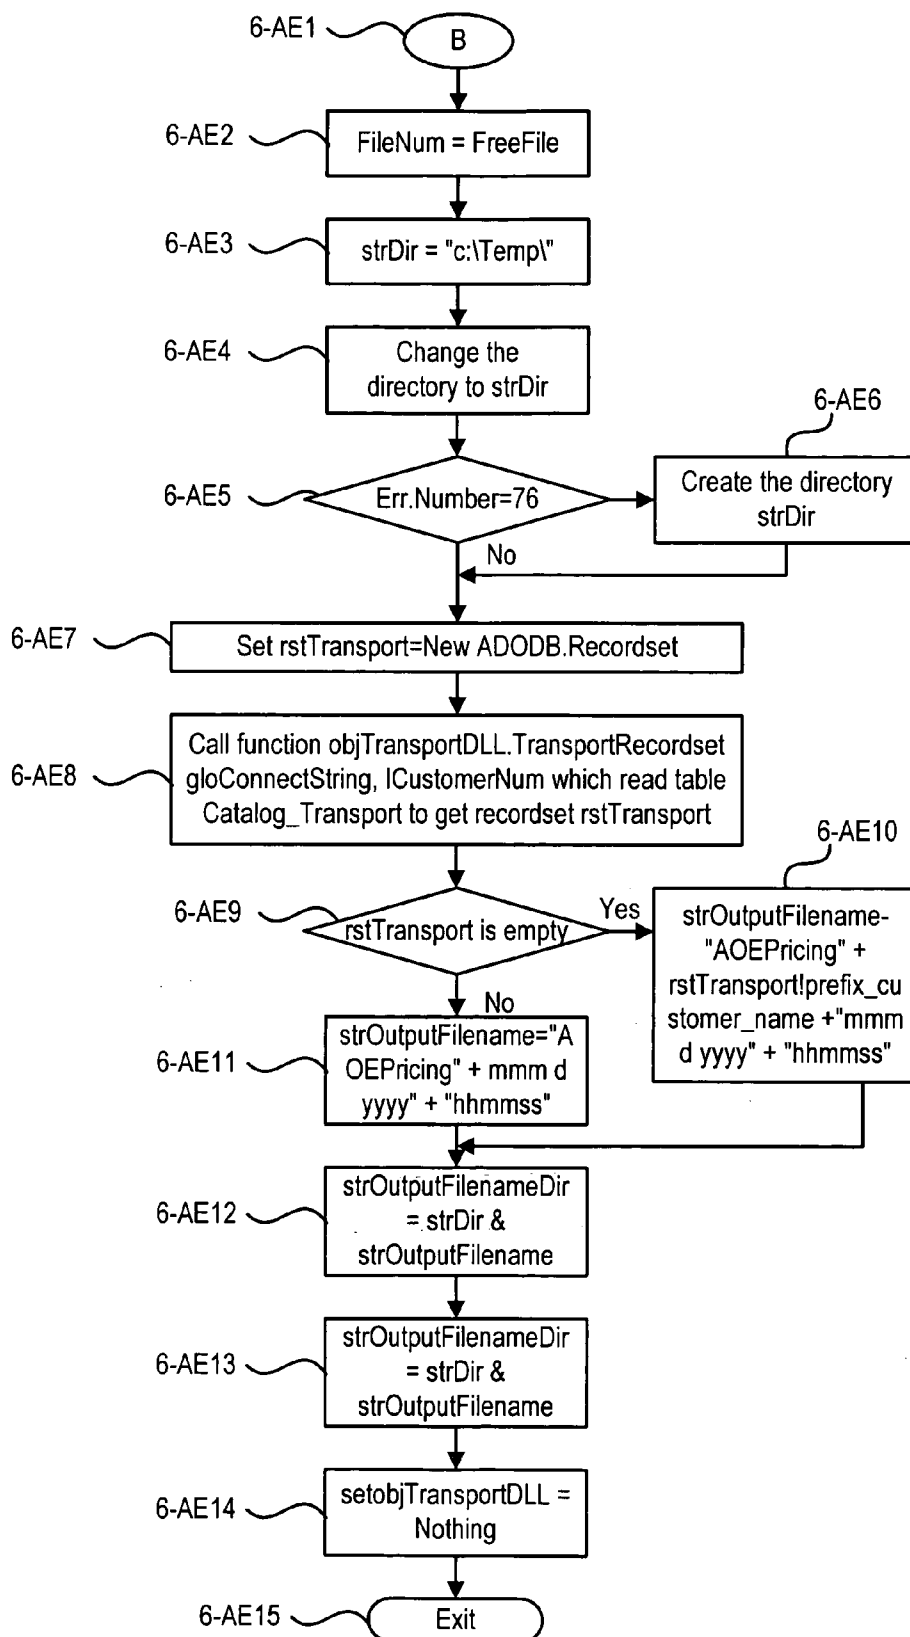 6-AE1
B
6-AE2
FileNum = FreeFile
6-AE3
strDir = "c:\Temp\"
6-AE4
Change the
directory to strDir
6-AE5
Err.Number=76
6-AE6
Create the directory
strDir
No
6-AE7
Set rstTransport=New ADODB.Recordset
6-AE8
Call function objTransportDLL.TransportRecordset
gloConnectString, lCustomerNum which read table
Catalog_Transport to get recordset rstTransport
6-AE9
rstTransport is empty
Yes
6-AE10
strOutputFilename-
"AOEPricing" +
rstTransport!prefix_cu
stomer_name +"mmm
d yyyy" + "hhmmss"
No
6-AE11
strOutputFilename="A
OEPricing" + mmm d
yyyy" + "hhmmss"
6-AE12
strOutputFilenameDir
= strDir &
strOutputFilename
6-AE13
strOutputFilenameDir
= strDir &
strOutputFilename
6-AE14
setobjTransportDLL =
Nothing
6-AE15
Exit